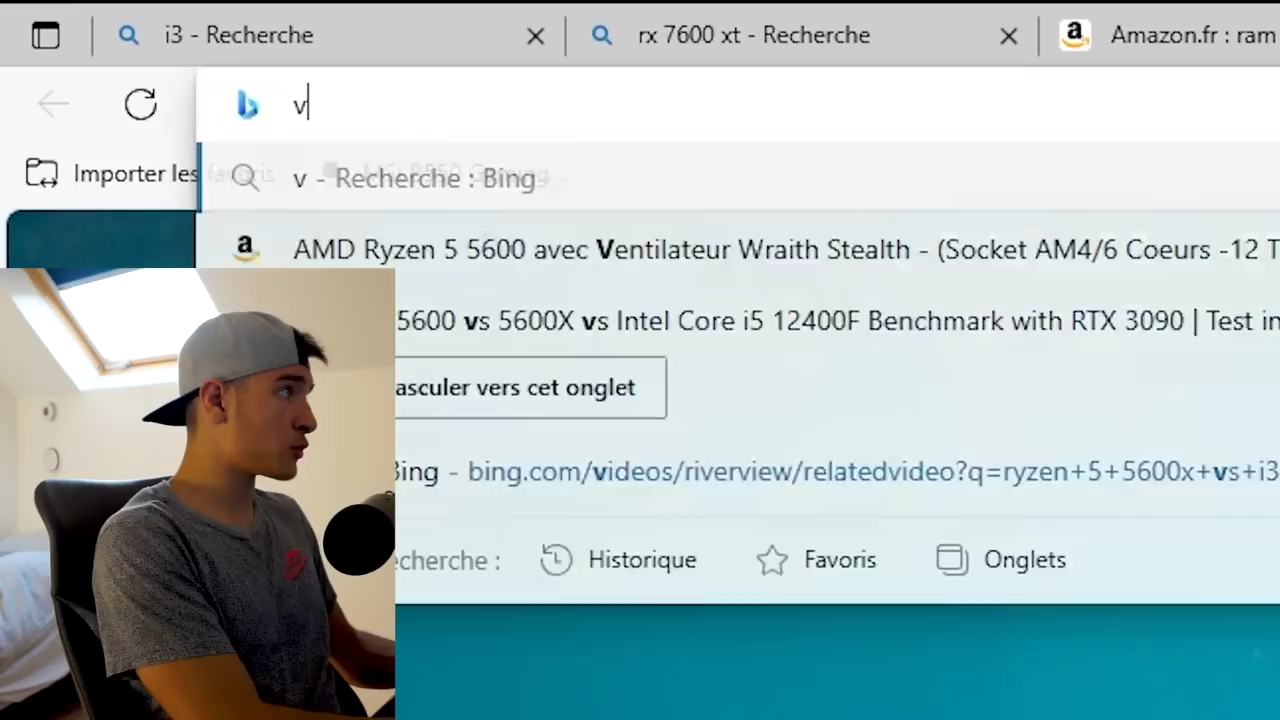 i3 - Recherche
rx 7600 xt - Recherche
Amazon.fr : ram
v
Importer les favoris
v - Recherche : Bing
AMD Ryzen 5 5600 avec Ventilateur Wraith Stealth - (Socket AM4/6 Coeurs -12 T
5600 vs 5600X vs Intel Core i5 12400F Benchmark with RTX 3090 | Test in
asculer vers cet onglet
Bing - bing.com/videos/riverview/relatedvideo?q=ryzen+5+5600x+vs+i3
echerche :
Historique
Favoris
Onglets